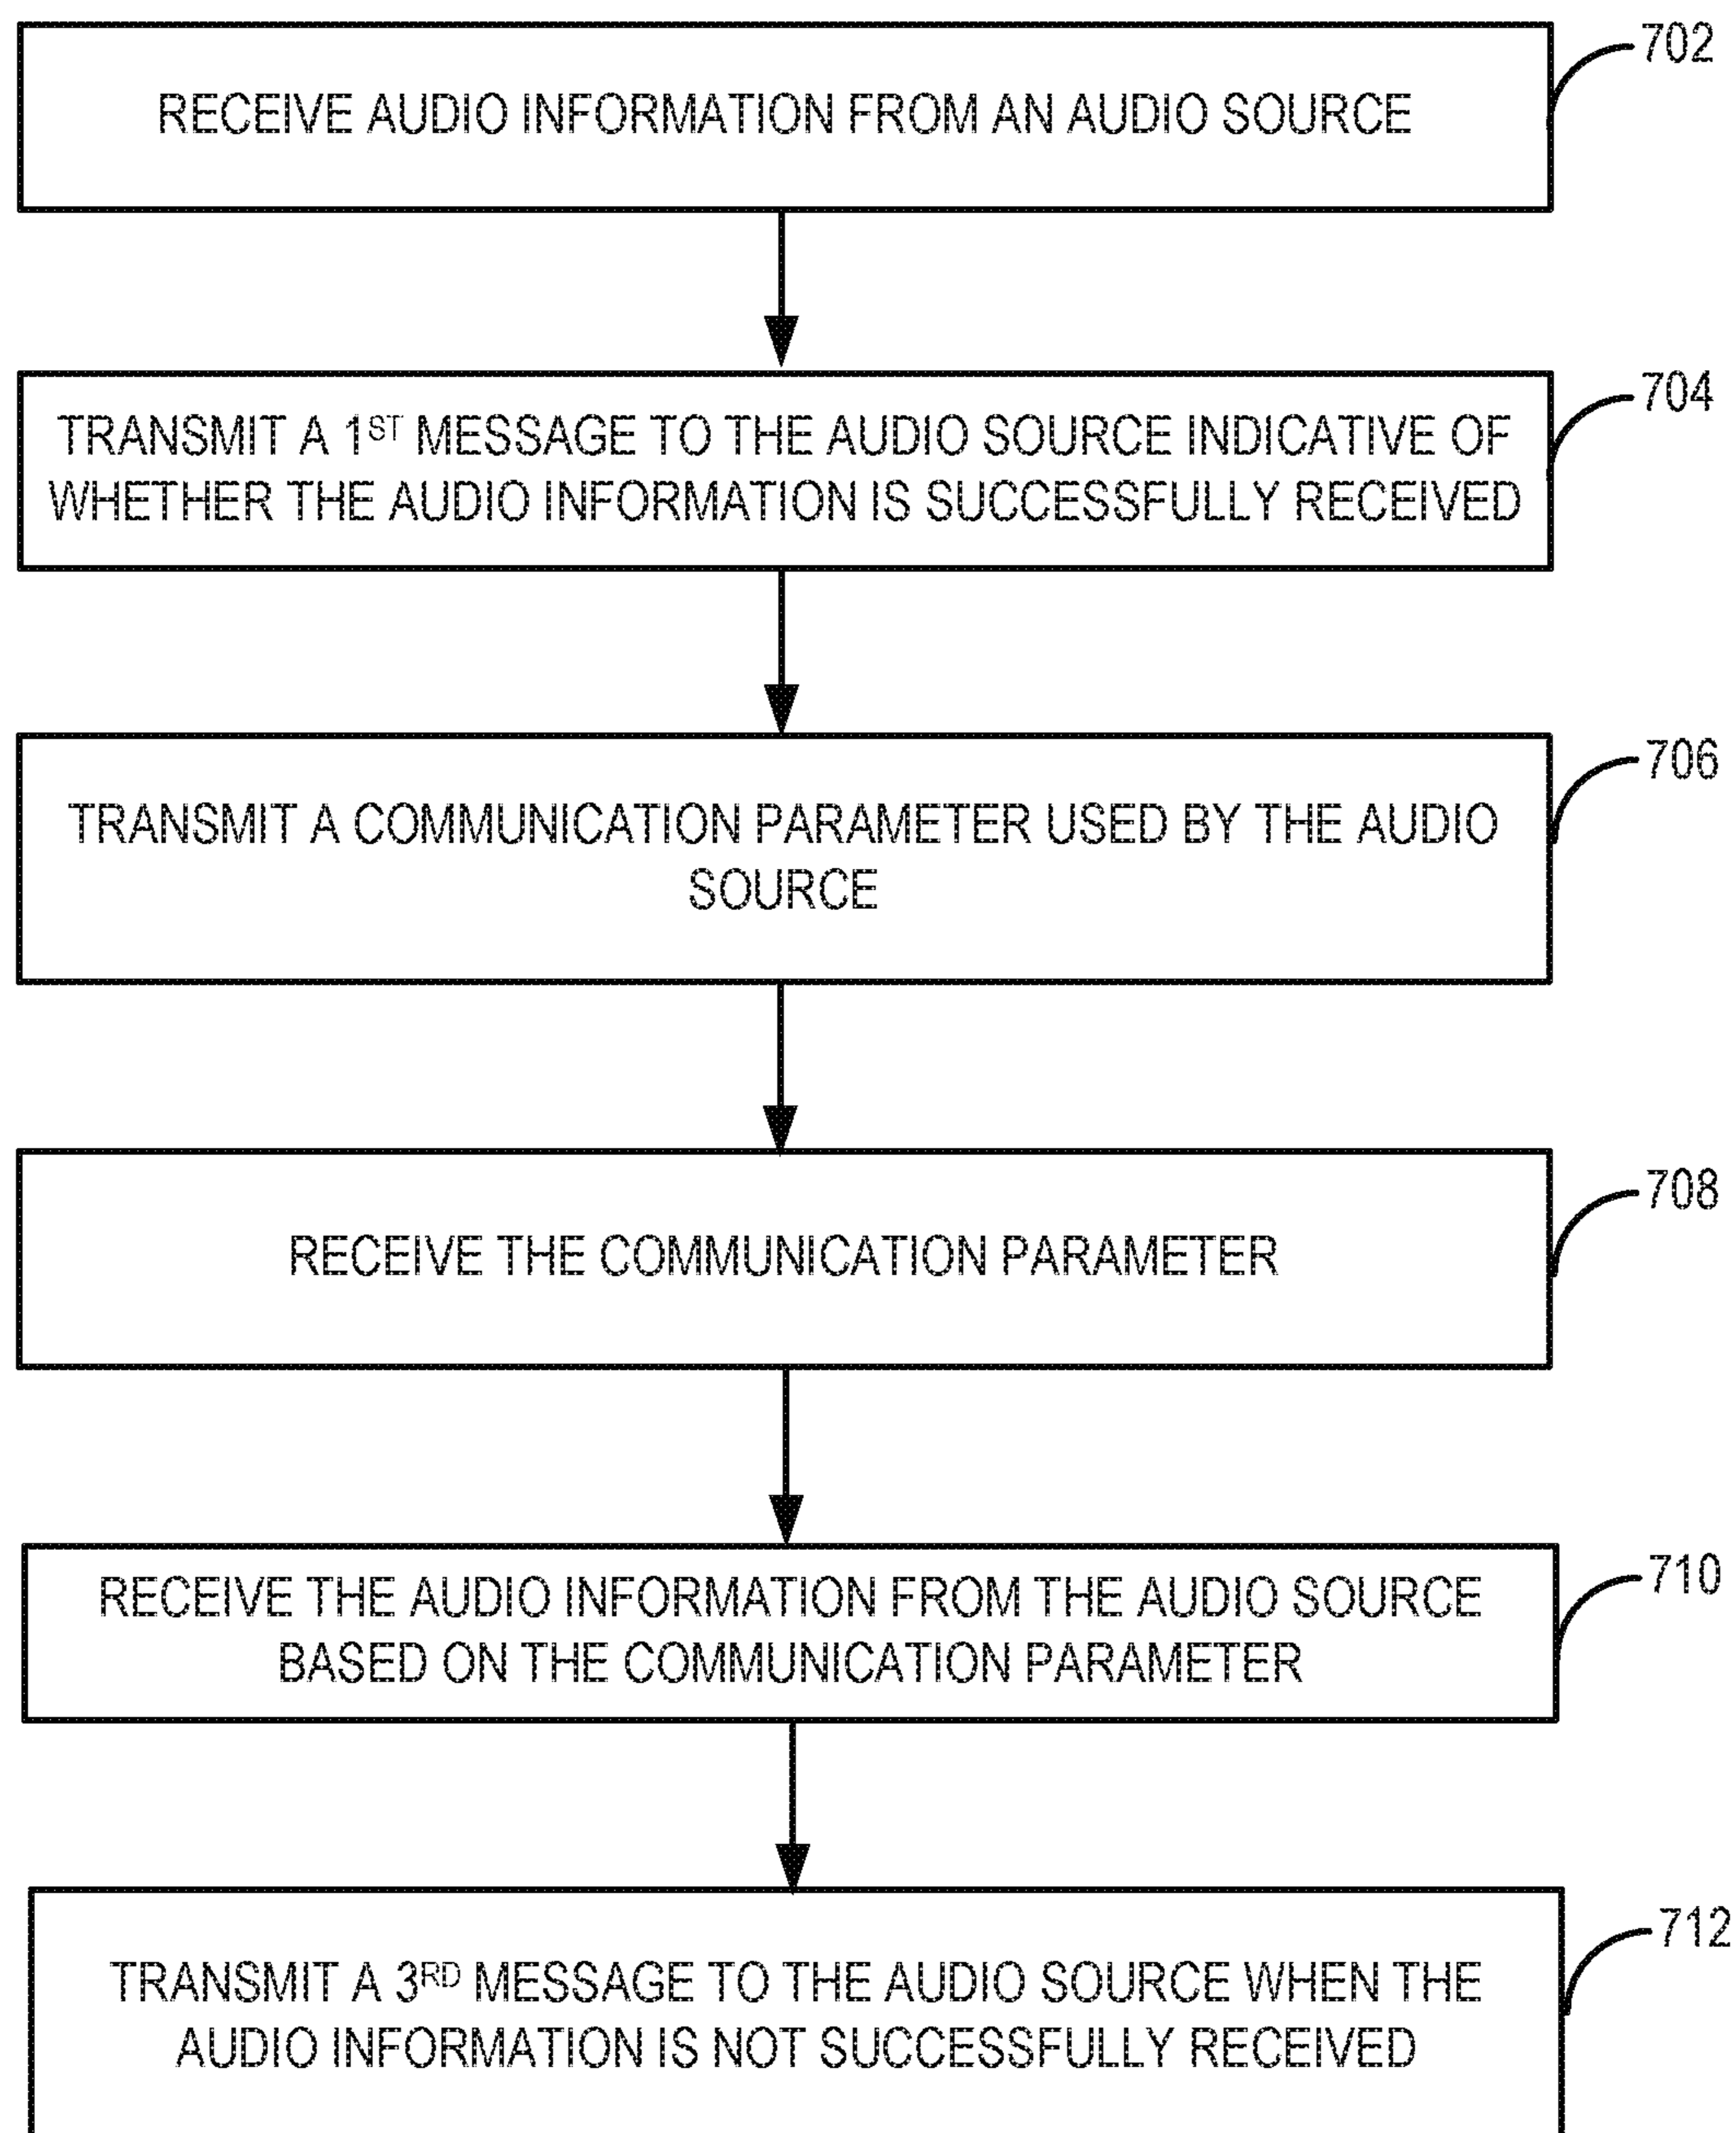 702
RECEIVE AUDIO INFORMATION FROM AN AUDIO SOURCE
704
TRANSMIT A 1ST MESSAGE TO THE AUDIO SOURCE INDICATIVE OF
WHETHER THE AUDIO INFORMATION IS SUCCESSFULLY RECEIVED
706
TRANSMIT A COMMUNICATION PARAMETER USED BY THE AUDIO
SOURCE
708
RECEIVE THE COMMUNICATION PARAMETER
710
RECEIVE THE AUDIO INFORMATION FROM THE AUDIO SOURCE
BASED ON THE COMMUNICATION PARAMETER
712
TRANSMIT A 3RD MESSAGE TO THE AUDIO SOURCE WHEN THE
AUDIO INFORMATION IS NOT SUCCESSFULLY RECEIVED